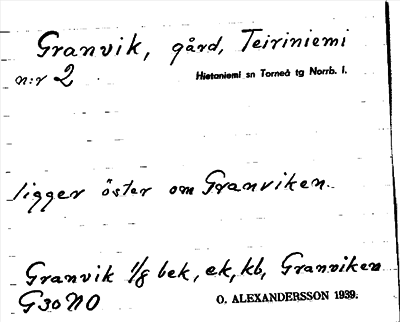 Granvik, gård, Teiriniemi
n:r 2 Hietaniemi sn Torneå tg Norrb. l.
ligger öster om Granviken.
Granvik 1/8 bek, ek, kb, Granviken
G30NO O. ALEXANDERSSON 1939.